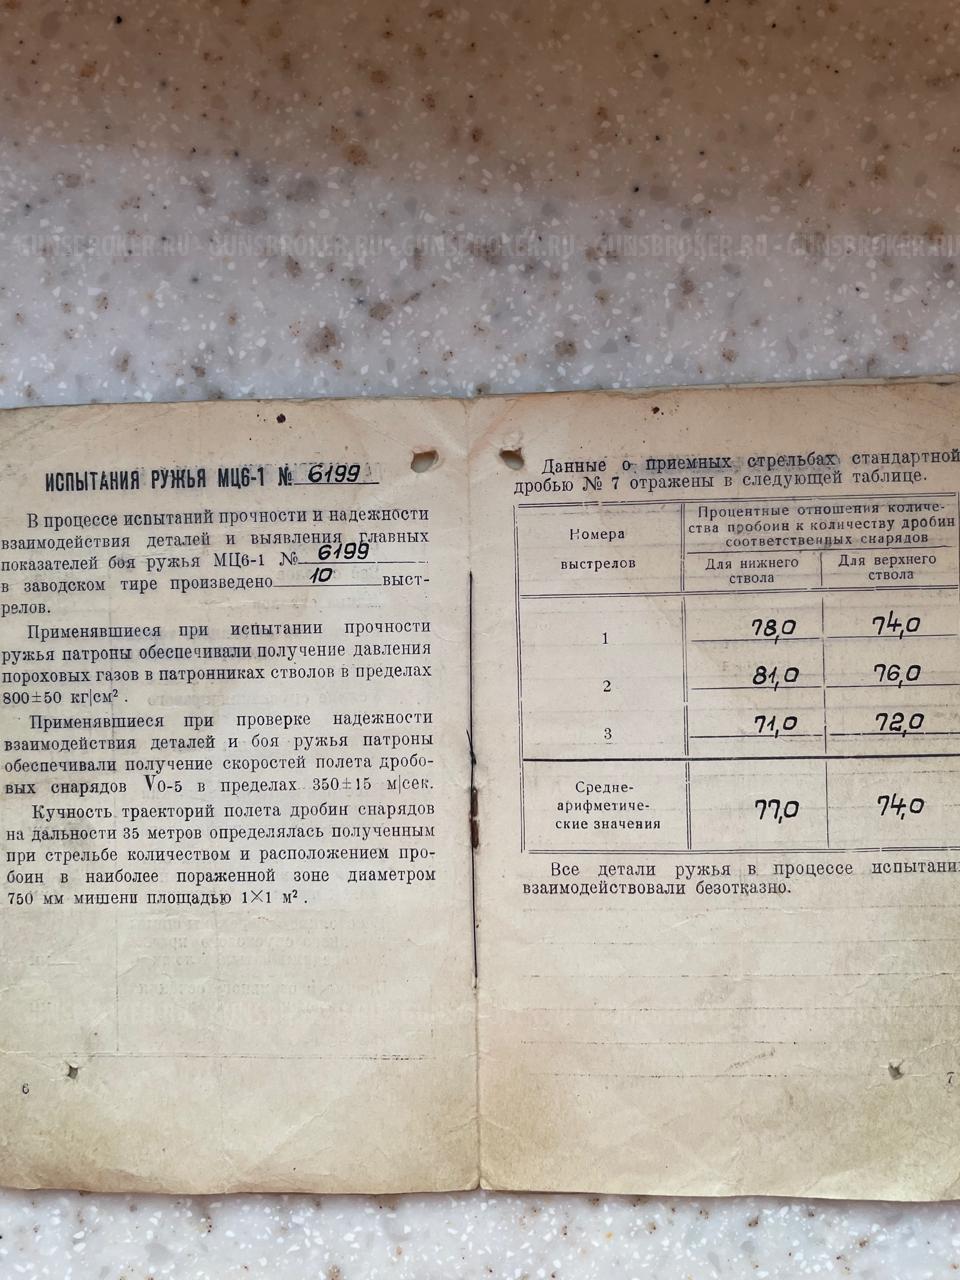 GUNSBROKER.RU - GUNSBROKER.RU - GUNSBROKER.RU - GUNSBROKER.RU - GUNSBROKER.RU
ИСПЫТАНИЯ РУЖЬЯ МЦ6-1 № 6199
В процессе испытаний прочности и надежности
взаимодействия деталей и выявления главных
показателей боя ружья МЦ6-1 № 6199
в заводском тире произведено 10 выст-
релов.
Применявшиеся при испытании прочности
ружья патроны обеспечивали получение давления
пороховых газов в патронниках стволов в пределах
800±50 кг|см².
Применявшиеся при проверке надежности
взаимодействия деталей и боя ружья патроны
обеспечивали получение скоростей полета дробо-
вых снарядов Vо-5 в пределах 350±15 м|сек.
Кучность траекторий полета дробин снарядов
на дальности 35 метров определялась полученным
при стрельбе количеством и расположением про-
боин в наиболее пораженной зоне диаметром
750 мм мишени площадью 1×1 м².
6
Данные о приемных стрельбах стандартной
дробью № 7 отражены в следующей таблице.
Номера
выстрелов
Процентные отношения количе-
ства пробоин к количеству дробин
соответственных снарядов
Для нижнего
ствола
Для верхнего
ствола
1 78,0 74,0
2 81,0 76,0
3 71,0 72,0
Средне-
арифметиче-
ские значения
77,0 74,0
Все детали ружья в процессе испытани
взаимодействовали безотказно.
7